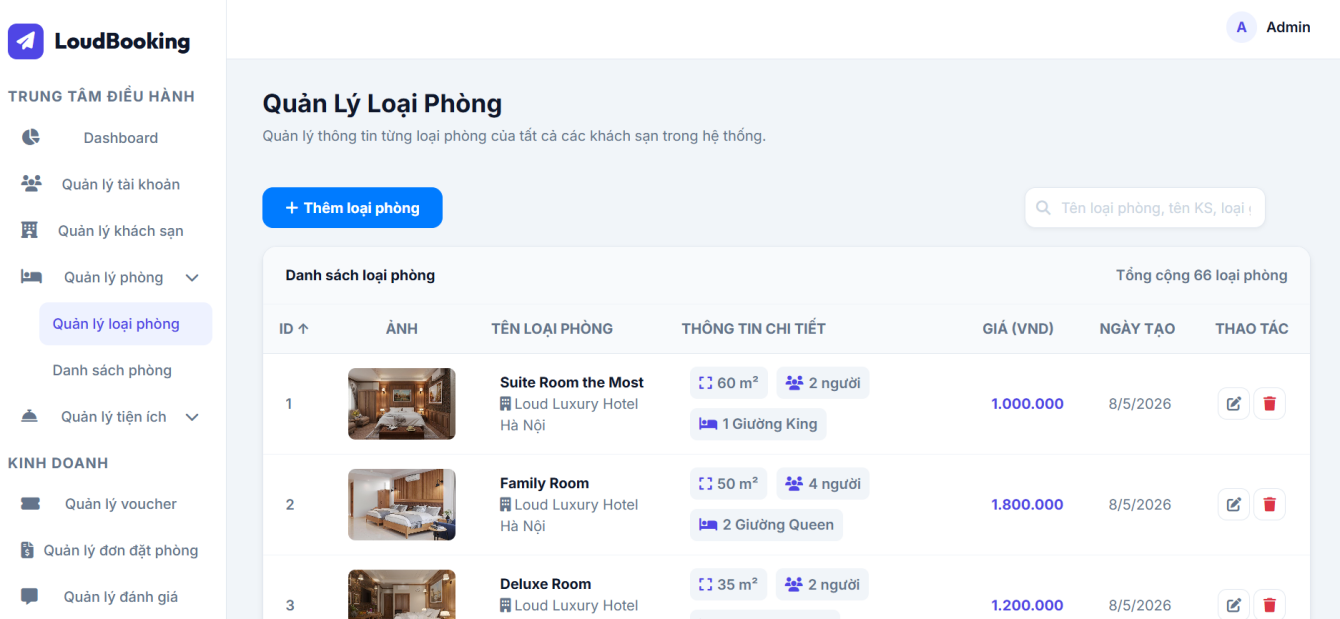 LoudBooking
A Admin
TRUNG TÂM ĐIỀU HÀNH
Dashboard
Quản lý tài khoản
Quản lý khách sạn
Quản lý phòng
Quản lý loại phòng
Danh sách phòng
Quản lý tiện ích
KINH DOANH
Quản lý voucher
Quản lý đơn đặt phòng
Quản lý đánh giá
Quản Lý Loại Phòng
Quản lý thông tin từng loại phòng của tất cả các khách sạn trong hệ thống.
+ Thêm loại phòng
Tên loại phòng, tên KS, loại
Danh sách loại phòng
Tổng cộng 66 loại phòng
ID ↑ ẢNH TÊN LOẠI PHÒNG THÔNG TIN CHI TIẾT GIÁ (VND) NGÀY TẠO THAO TÁC
1
Suite Room the Most
Loud Luxury Hotel
Hà Nội
60 m² 2 người
1 Giường King
1.000.000
8/5/2026
2
Family Room
Loud Luxury Hotel
Hà Nội
50 m² 4 người
2 Giường Queen
1.800.000
8/5/2026
3
Deluxe Room
Loud Luxury Hotel
35 m² 2 người
1.200.000
8/5/2026